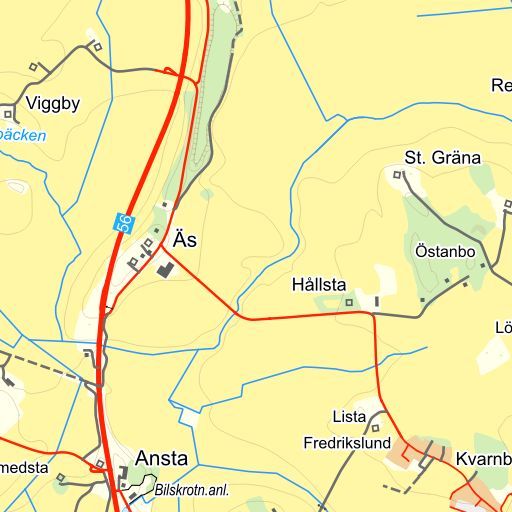 Re
Viggby
bäcken
St. Gräna
56
Äs
Östanbo
Hållsta
Lö
Lista
Fredrikslund
Ansta
Kvarnb
medsta
Bilskrotn.anl.